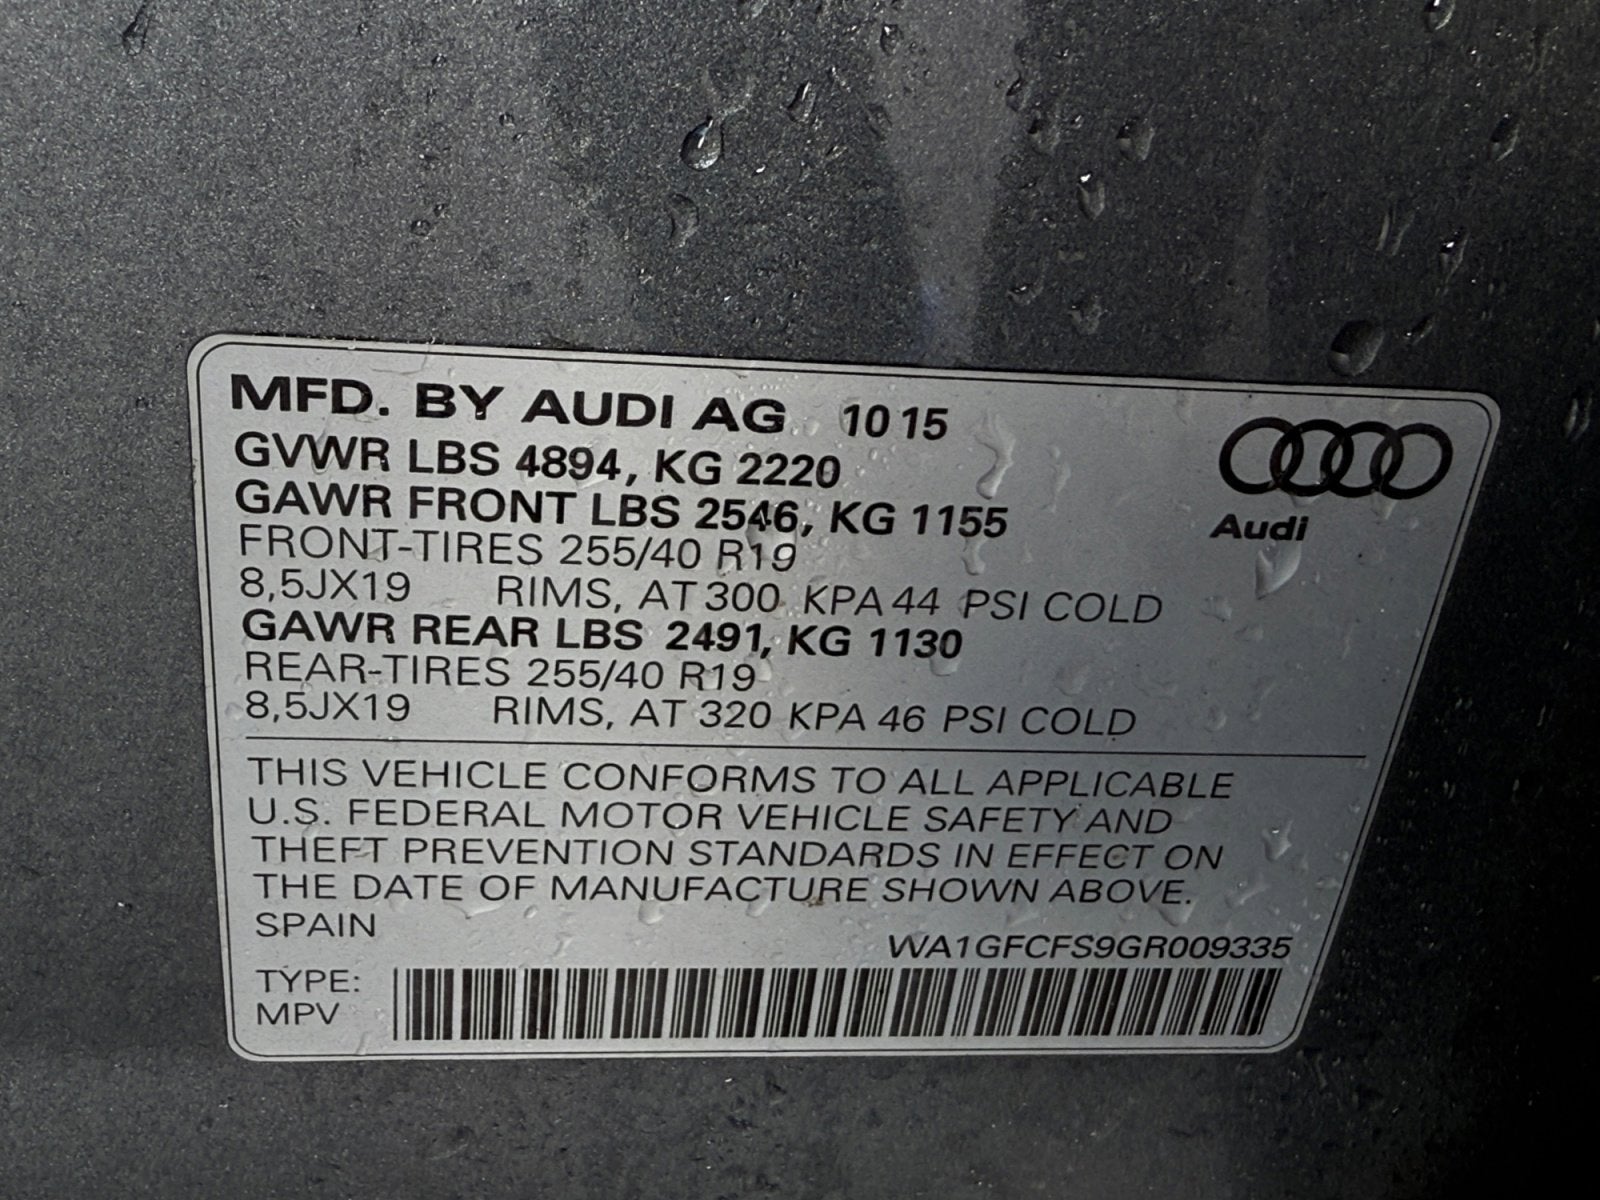 MFD. BY AUDI AG 10 15
GVWR LBS 4894, KG 2220
GAWR FRONT LBS 2546, KG 1155
FRONT-TIRES 255/40 R19
8,5JX19 RIMS, AT 300 KPA 44 PSI COLD
GAWR REAR LBS 2491, KG 1130
REAR-TIRES 255/40 R19
8,5JX19 RIMS, AT 320 KPA 46 PSI COLD
Audi
THIS VEHICLE CONFORMS TO ALL APPLICABLE
U.S. FEDERAL MOTOR VEHICLE SAFETY AND
THEFT PREVENTION STANDARDS IN EFFECT ON
THE DATE OF MANUFACTURE SHOWN ABOVE.
SPAIN
WA1GFCFS9GR009335
TYPE:
MPV